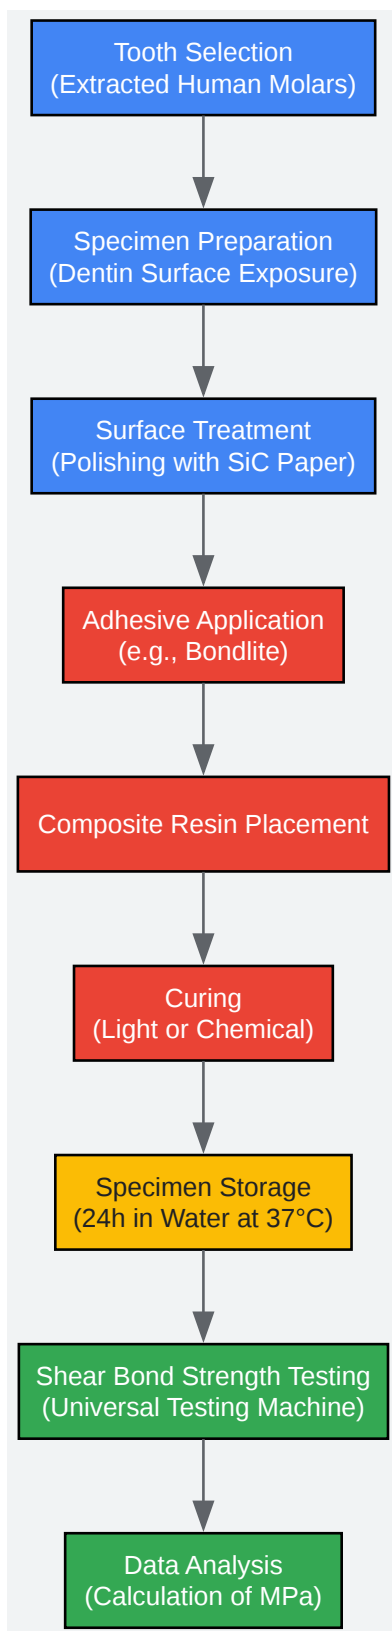 Tooth Selection
(Extracted Human Molars)
Specimen Preparation
(Dentin Surface Exposure)
Surface Treatment
(Polishing with SiC Paper)
Adhesive Application
(e.g., Bondlite)
Composite Resin Placement
Curing
(Light or Chemical)
Specimen Storage
(24h in Water at 37°C)
Shear Bond Strength Testing
(Universal Testing Machine)
Data Analysis
(Calculation of MPa)